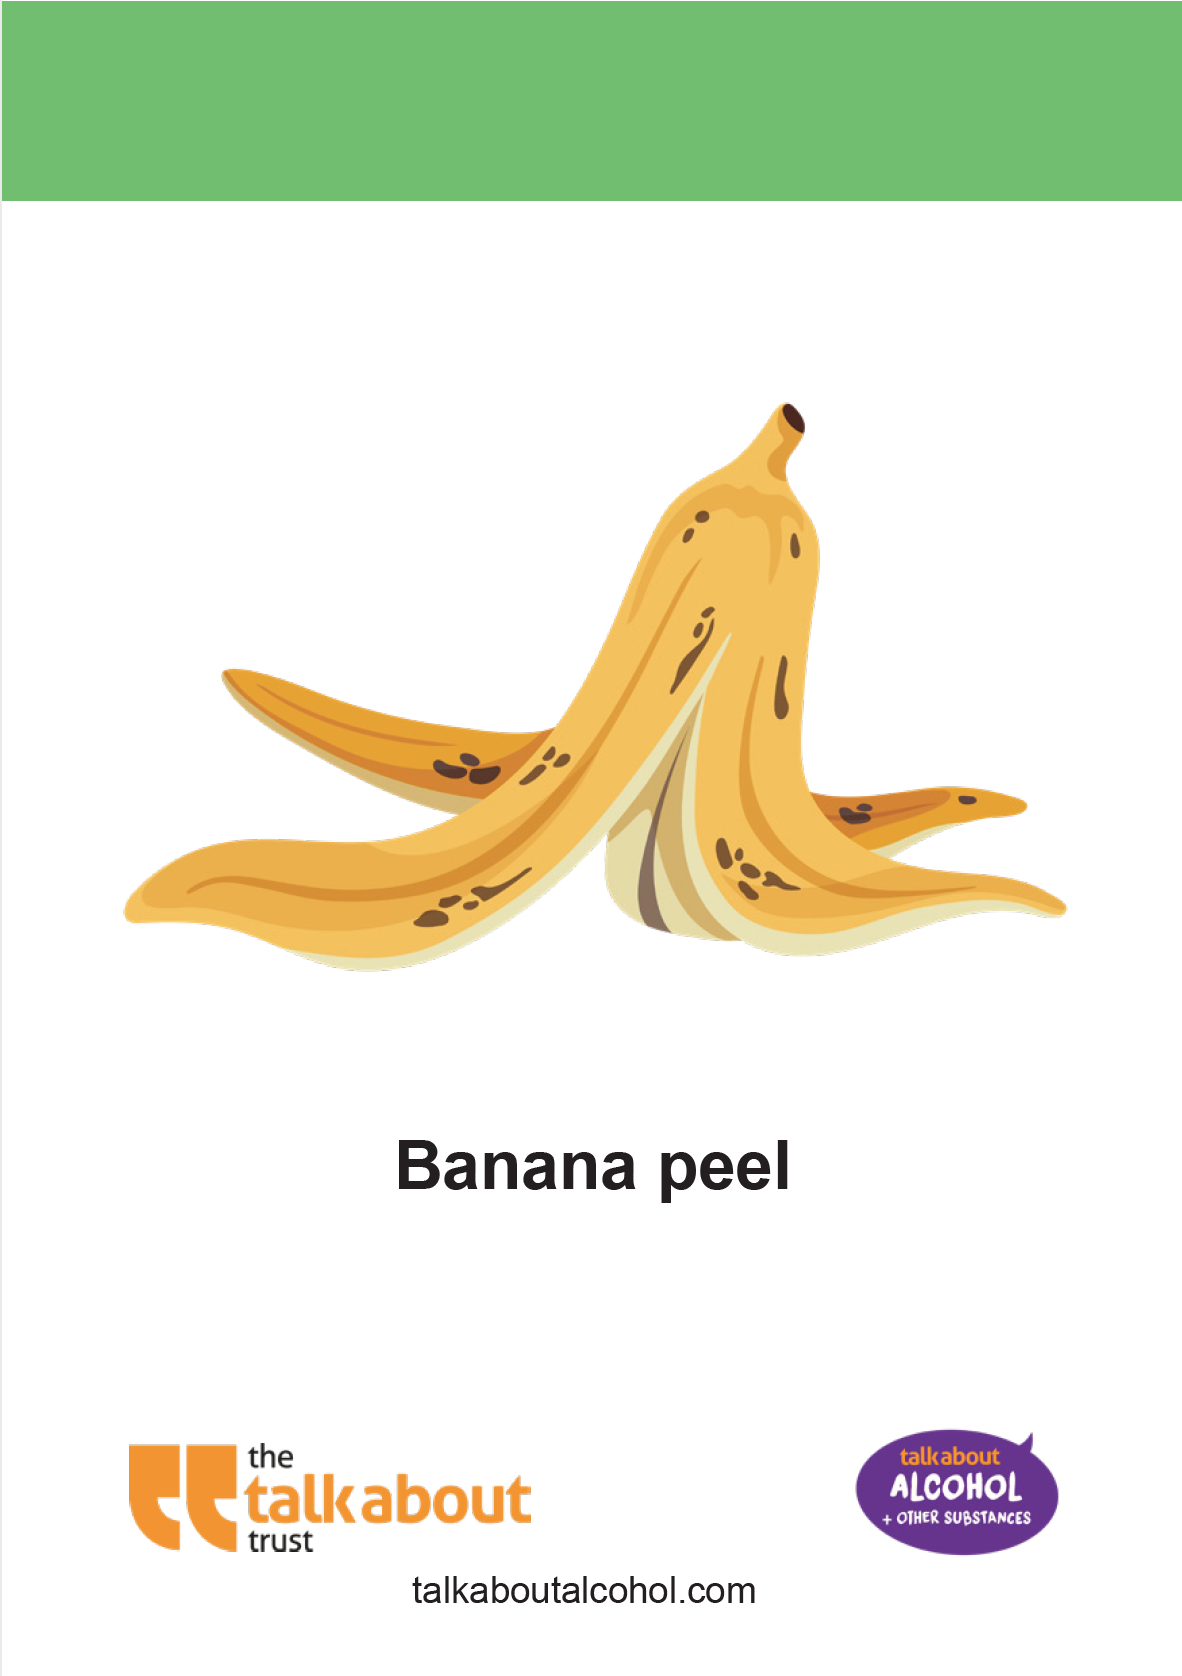 Banana peel
the
talkabout
trust
talkabout
ALCOHOL
+ OTHER SUBSTANCES
talkaboutalcohol.com